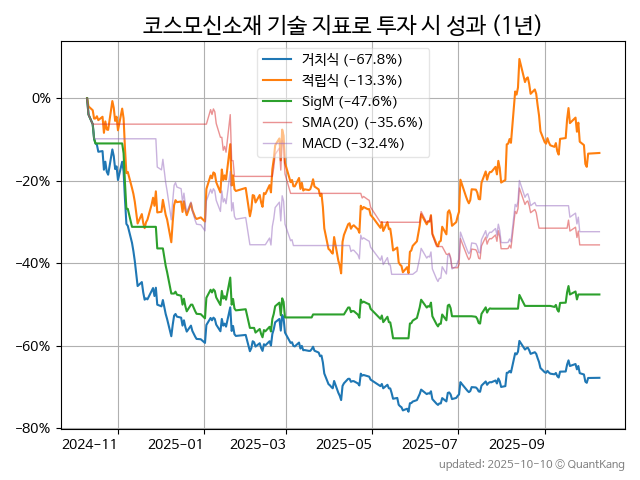 코스모신소재 기술 지표로 투자 시 성과 (1년)
거치식 (−67.8%)
적립식 (−13.3%)
SigM (−47.6%)
SMA(20) (−35.6%)
MACD (−32.4%)
0%
−20%
−40%
−60%
−80%
2024−11
2025−01
2025−03
2025−05
2025−07
2025−09
updated: 2025-10-10 © QuantKang